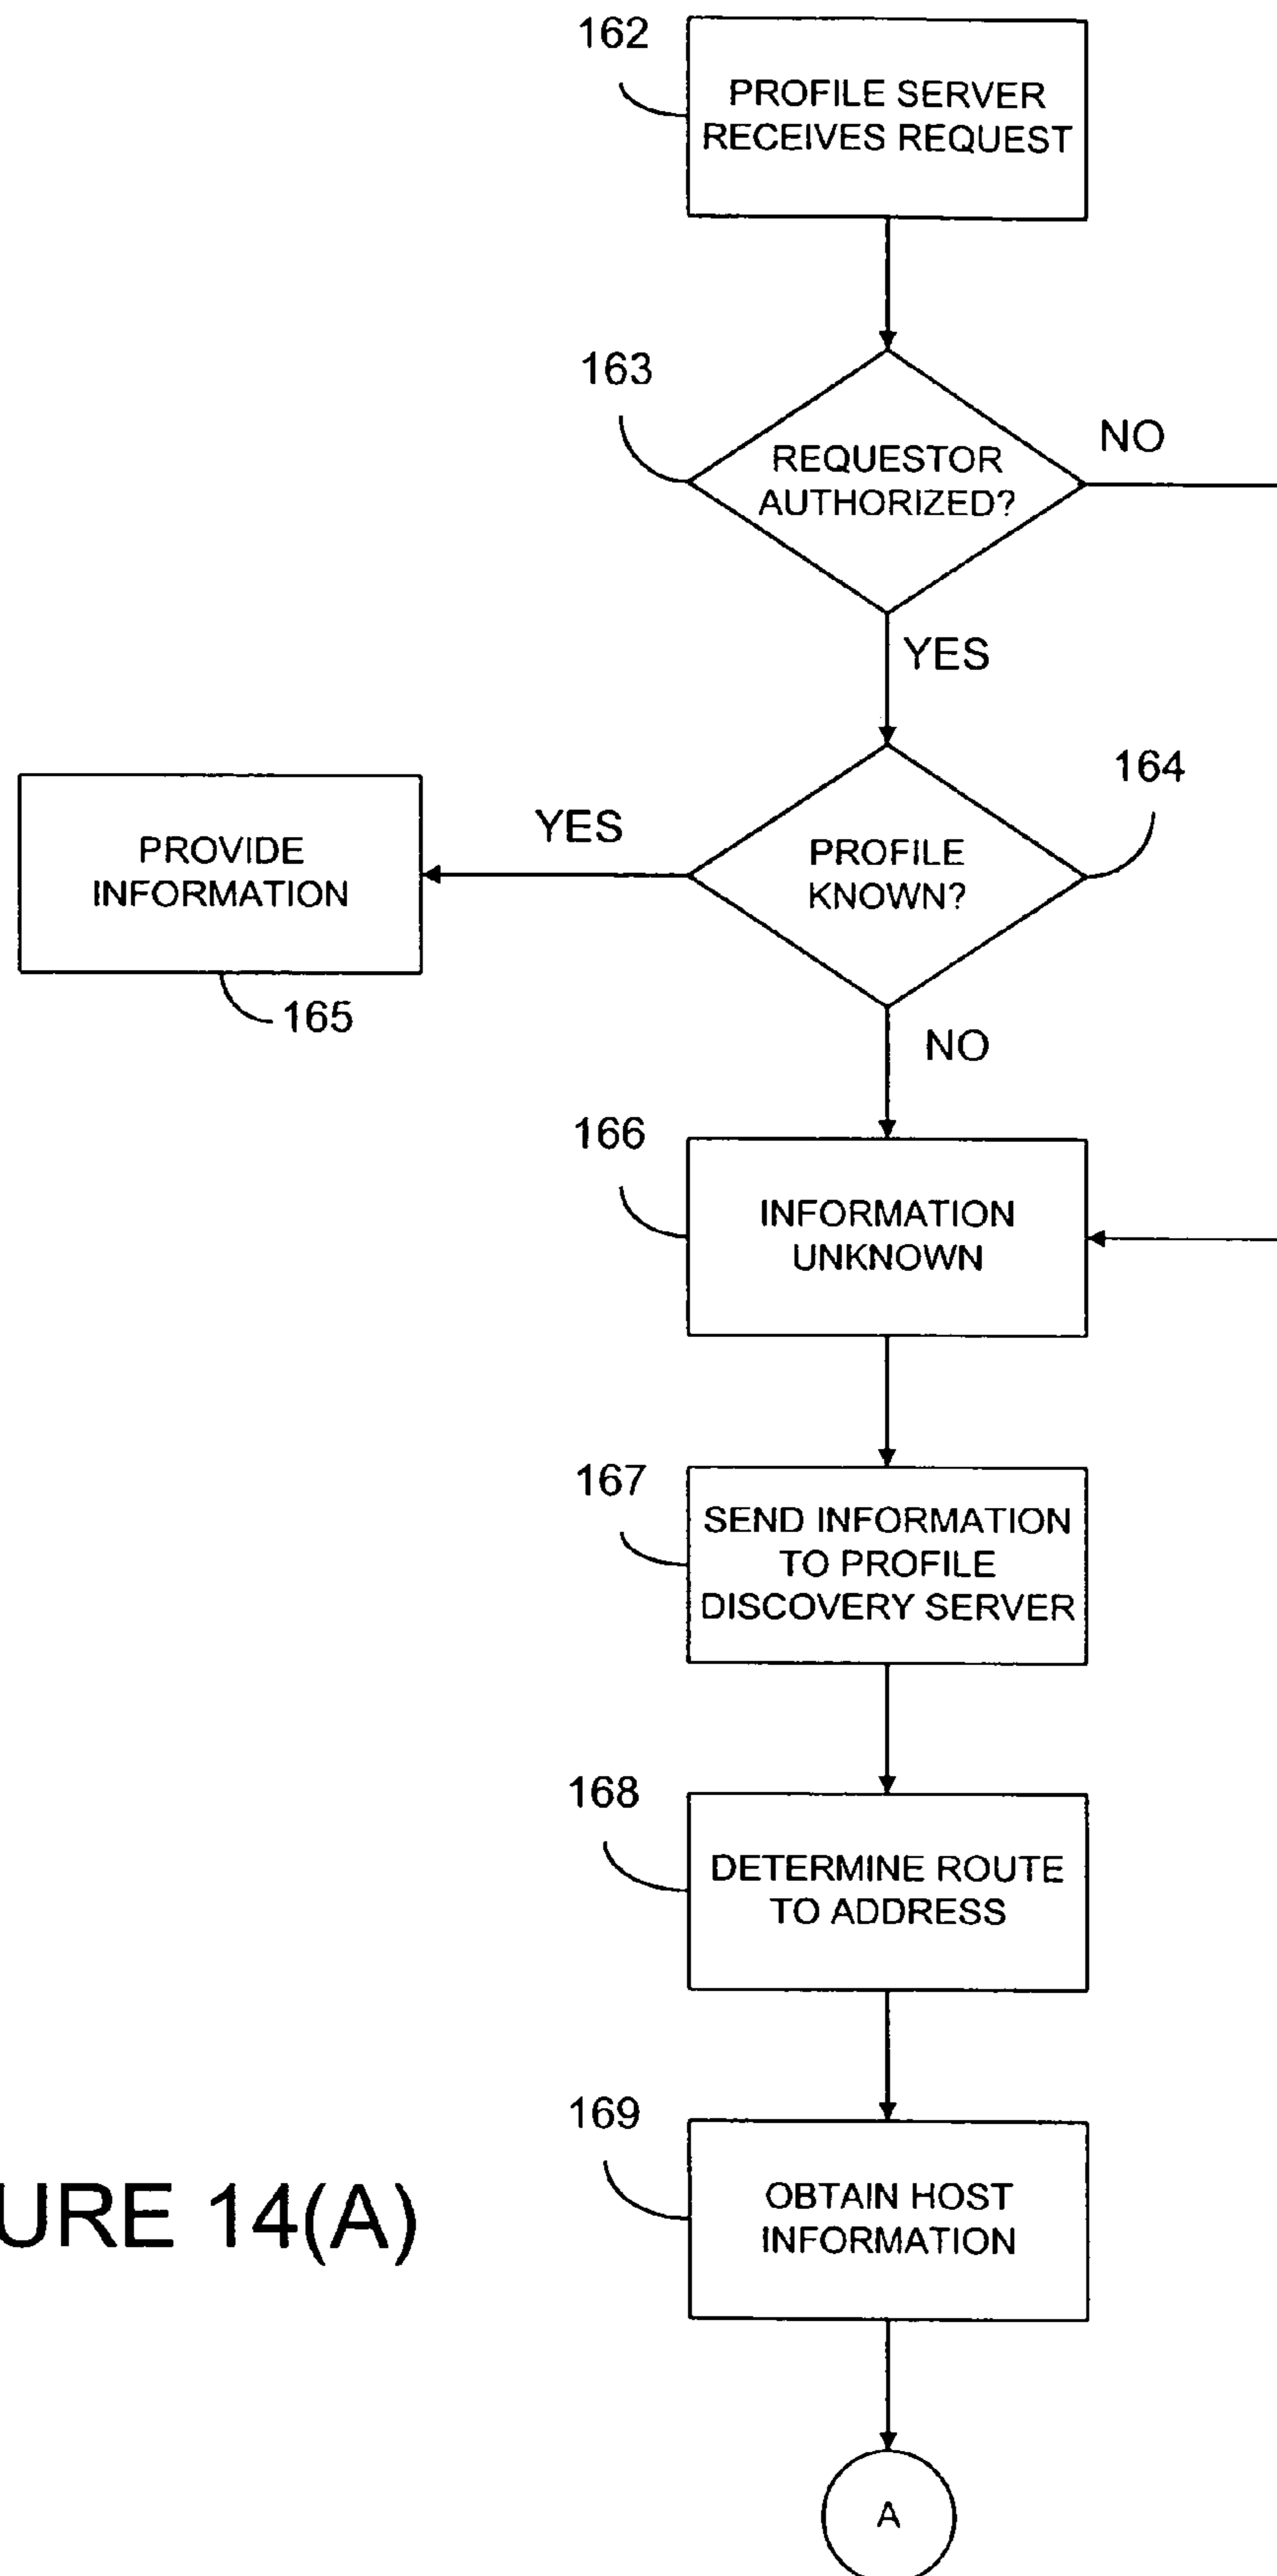 162
PROFILE SERVER
RECEIVES REQUEST
163
REQUESTOR
AUTHORIZED?
NO
YES
164
PROFILE
KNOWN?
YES
PROVIDE
INFORMATION
165
NO
166
INFORMATION
UNKNOWN
167
SEND INFORMATION
TO PROFILE
DISCOVERY SERVER
168
DETERMINE ROUTE
TO ADDRESS
169
OBTAIN HOST
INFORMATION
URE 14(A)
A